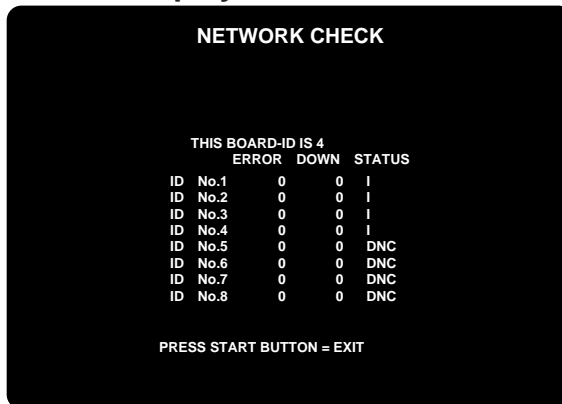 NETWORK CHECK
THIS BOARD-ID IS 4
ERROR DOWN STATUS
ID No.1 0 0 I
ID No.2 0 0 I
ID No.3 0 0 I
ID No.4 0 0 I
ID No.5 0 0 DNC
ID No.6 0 0 DNC
ID No.7 0 0 DNC
ID No.8 0 0 DNC
PRESS START BUTTON = EXIT